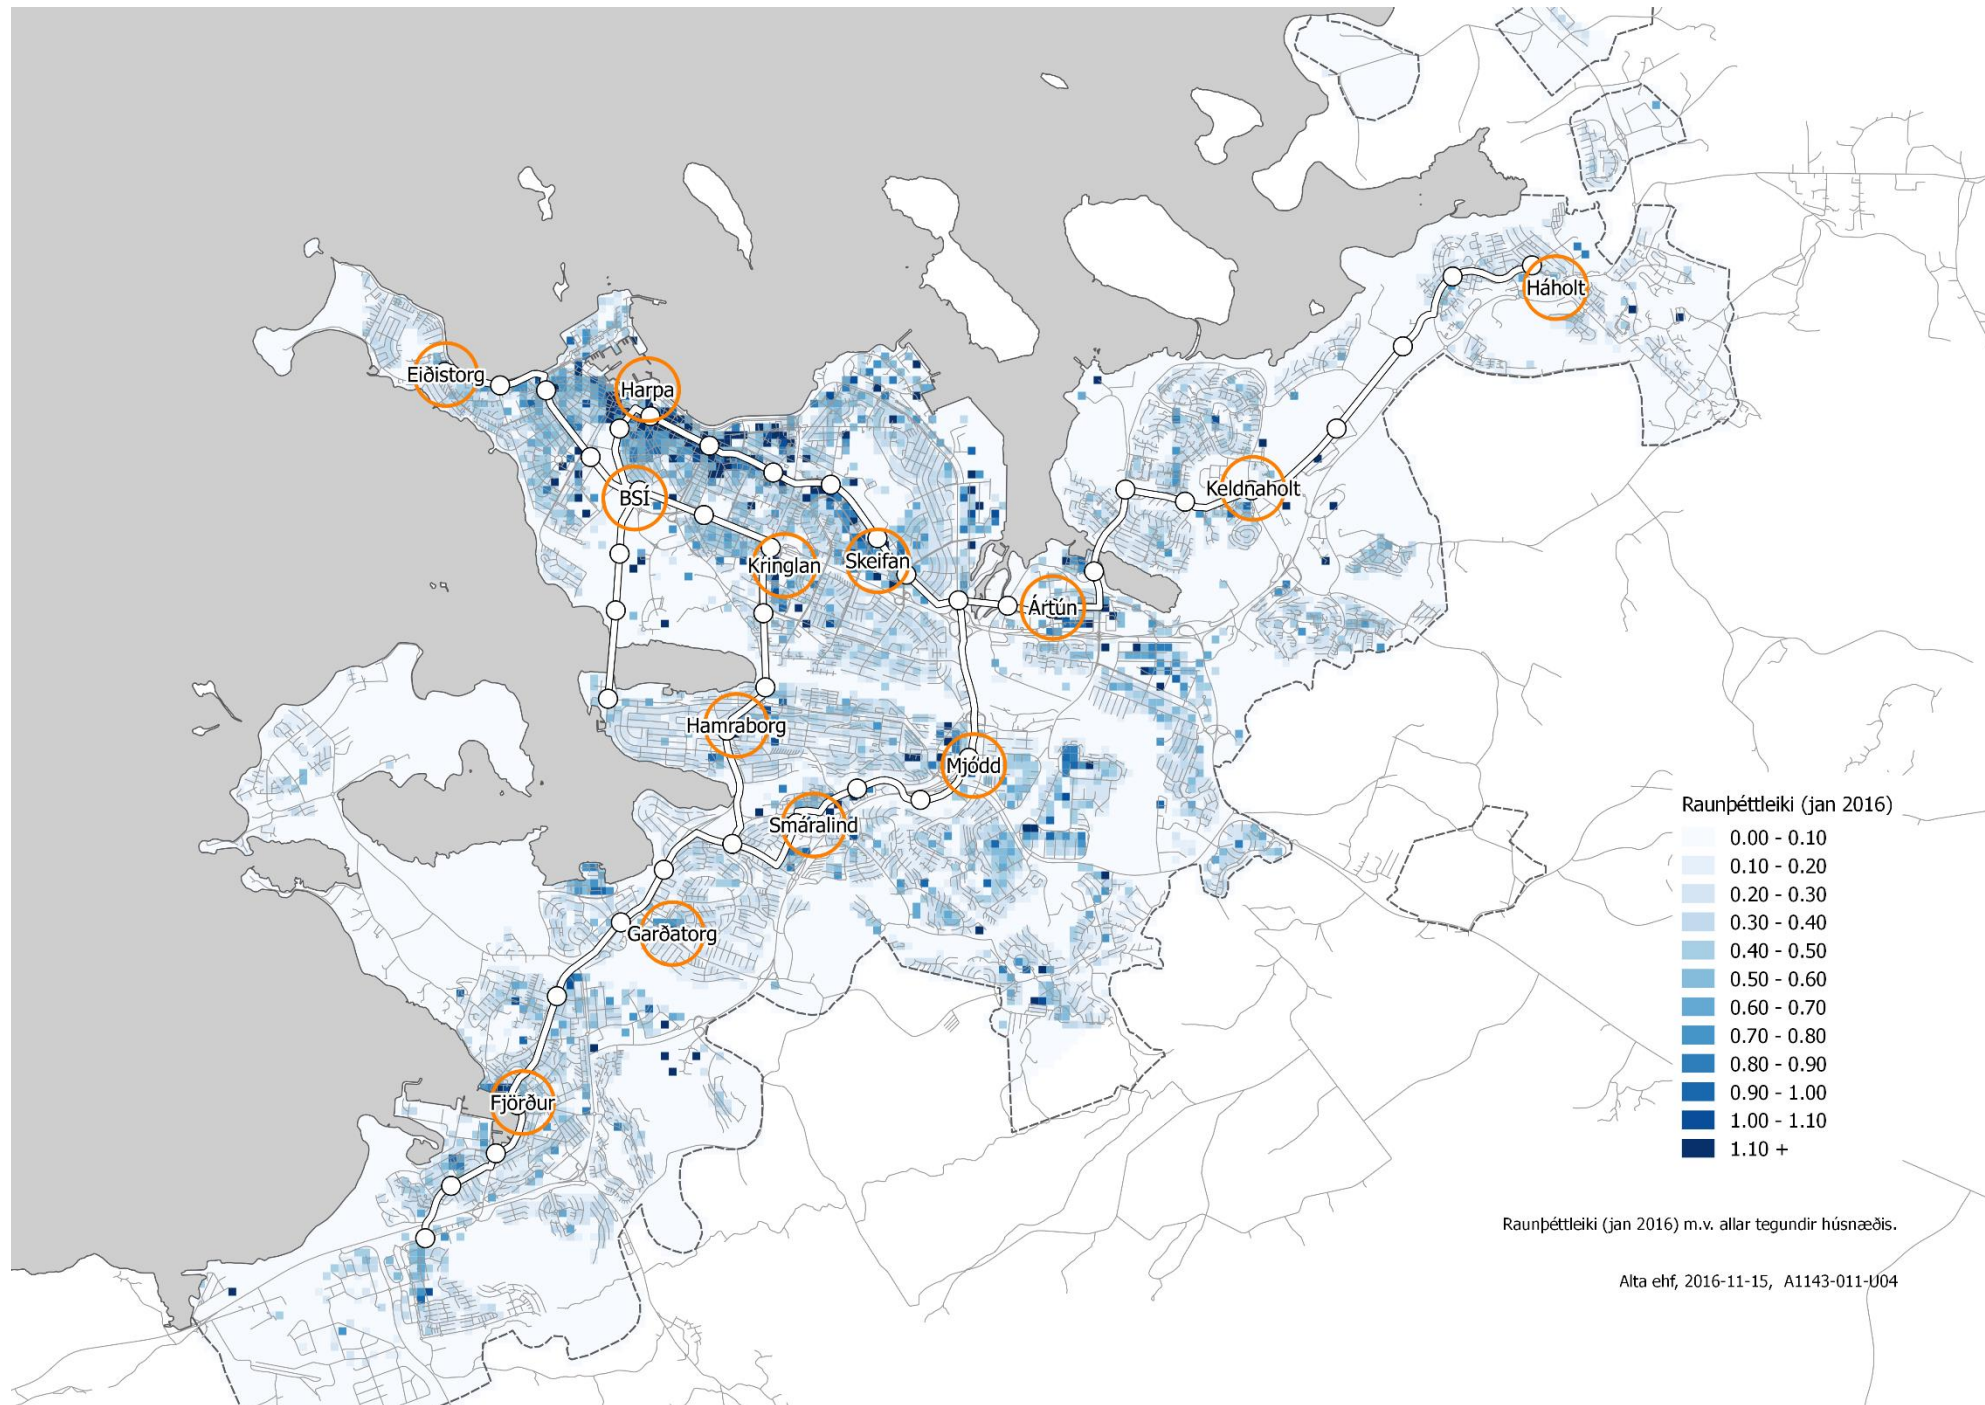 Háholt
Eiðistorg
Harpa
Keldnaholt
BSÍ
Kringlan
Skeifan
Ártún
Hamraborg
Mjódd
Smáralind
Garðatorg
Fjörður
Raunþéttleiki (jan 2016)
0.00 - 0.10
0.10 - 0.20
0.20 - 0.30
0.30 - 0.40
0.40 - 0.50
0.50 - 0.60
0.60 - 0.70
0.70 - 0.80
0.80 - 0.90
0.90 - 1.00
1.00 - 1.10
1.10 +
Raunþéttleiki (jan 2016) m.v. allar tegundir húsnæðis.
Alta ehf, 2016-11-15, A1143-011-U04